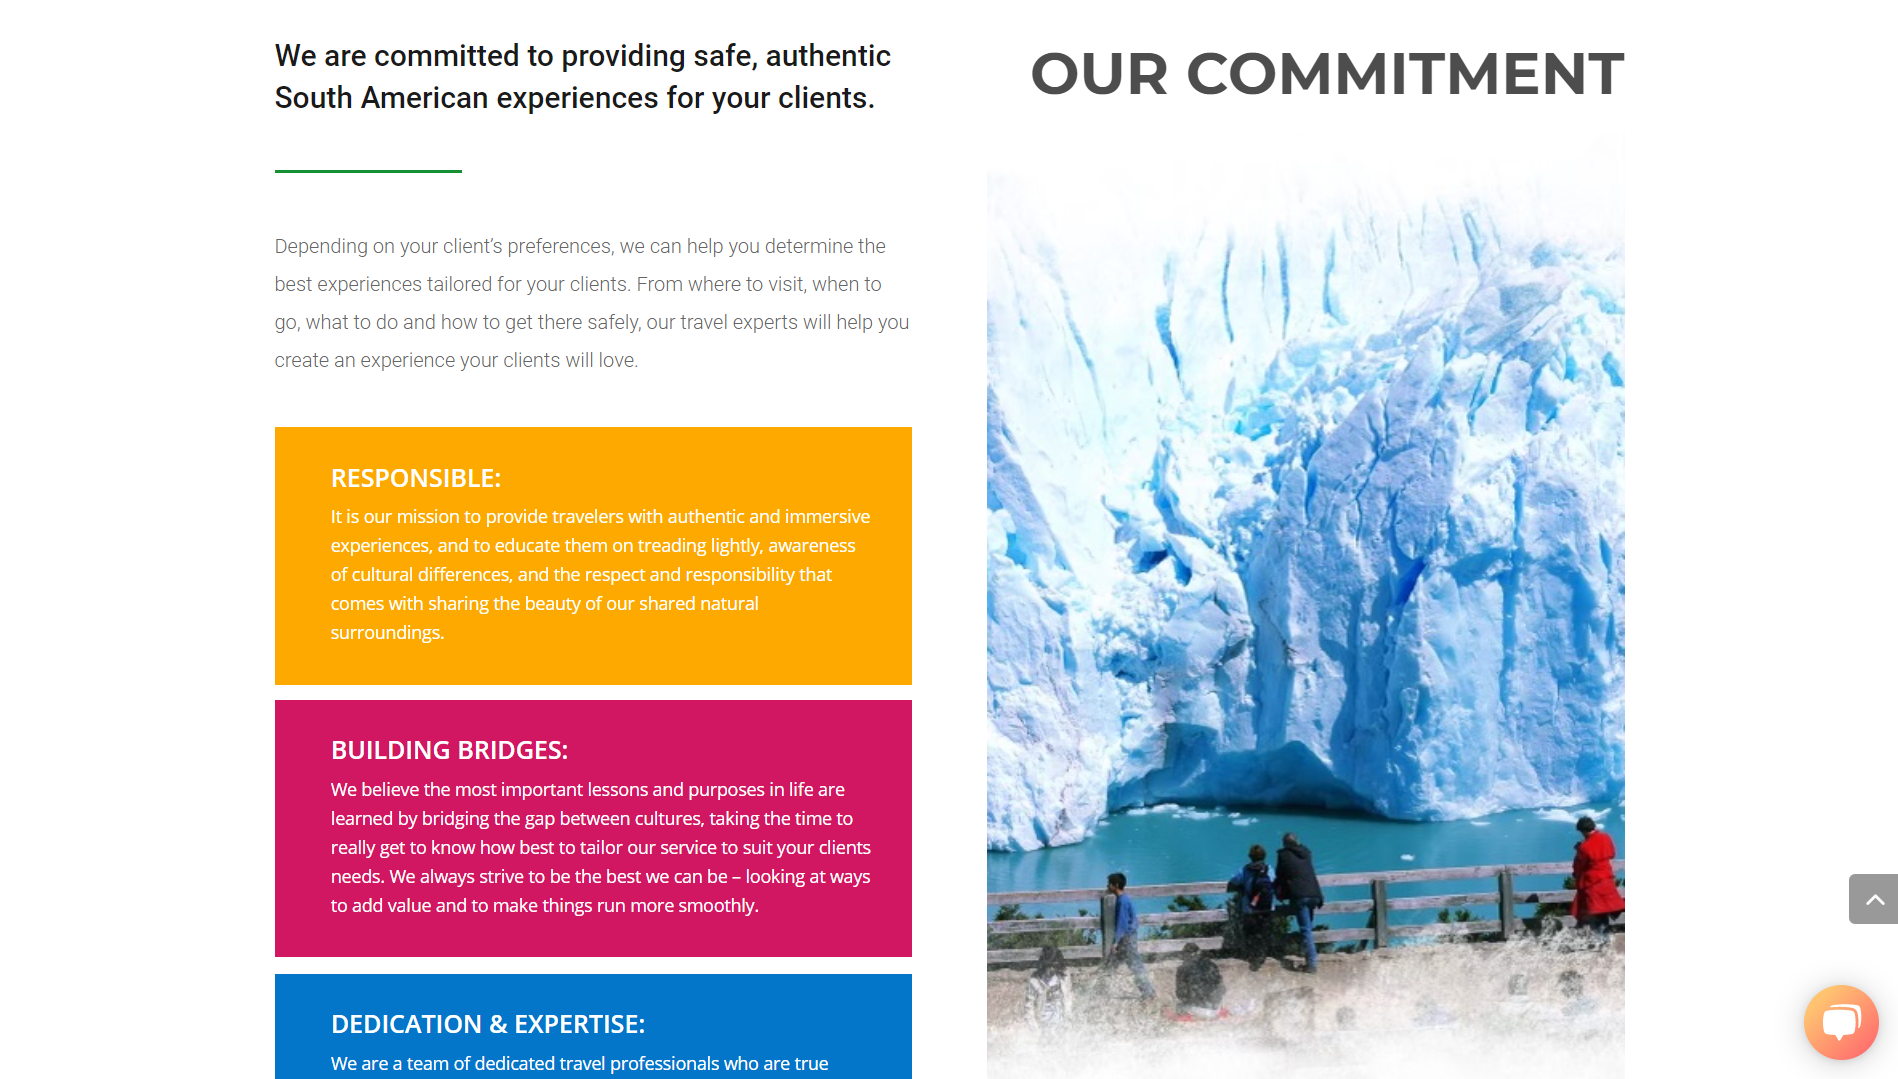 We are committed to providing safe, authentic
South American experiences for your clients.
OUR COMMITMENT
Depending on your client's preferences, we can help you determine the
best experiences tailored for your clients. From where to visit, when to
go, what to do and how to get there safely, our travel experts will help you
create an experience your clients will love.
RESPONSIBLE:
It is our mission to provide travelers with authentic and immersive
experiences, and to educate them on treading lightly, awareness
of cultural differences, and the respect and responsibility that
comes with sharing the beauty of our shared natural
surroundings.
BUILDING BRIDGES:
We believe the most important lessons and purposes in life are
learned by bridging the gap between cultures, taking the time to
really get to know how best to tailor our service to suit your clients
needs. We always strive to be the best we can be – looking at ways
to add value and to make things run more smoothly.
DEDICATION & EXPERTISE:
We are a team of dedicated travel professionals who are true